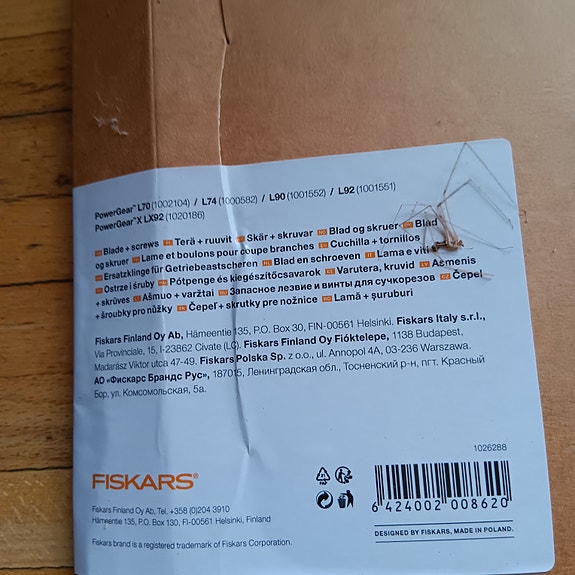 PowerGear™ L70 (1002104) / L74 (1000582) / L90 (1001552) / L92 (1001551)
PowerGear™X LX92 (1020186)
Blade + screws Terä + ruuvit Skär + skruvar Blad og skruer Blad
og skruer Lame et boulons pour coupe branches Cuchilla + tornillos
Ersatzklinge für Getriebeastscheren Blad en schroeven Lama e viti
Ostrze i śruby Pótpenge és kiegészítőcsavarok Varutera, kruvid Ašmenis
+ skrūves Ašmuo + varžtai Запасное лезвие и винты для сучкорезов Čepel
+ šroubky pro nůžky Čepeľ + skrutky pre nožnice Lamă + șuruburi
Fiskars Finland Oy Ab, Hämeentie 135, P.O. Box 30, FIN-00561 Helsinki. Fiskars Italy s.r.l.,
Via Provinciale, 15, I-23862 Civate (LC). Fiskars Finland Oy Fióktelepe, 1138 Budapest,
Madarász Viktor utca 47-49. Fiskars Polska Sp. z o.o., ul. Annopol 4A, 03-236 Warszawa.
АО «Фискарс Брандс Рус», 187015, Ленинградская обл., Тосненский р-н, пгт. Красный
Бор, ул. Комсомольская, 5а.
1026288
FISKARS®
PAP
Fiskars Finland Oy Ab, Tel. +358 (0)204 3910
Hämeentie 135, P.O. Box 130, FI-00561 Helsinki, Finland
6 424002 008620
DESIGNED BY FISKARS, MADE IN POLAND.
Fiskars brand is a registered trademark of Fiskars Corporation.